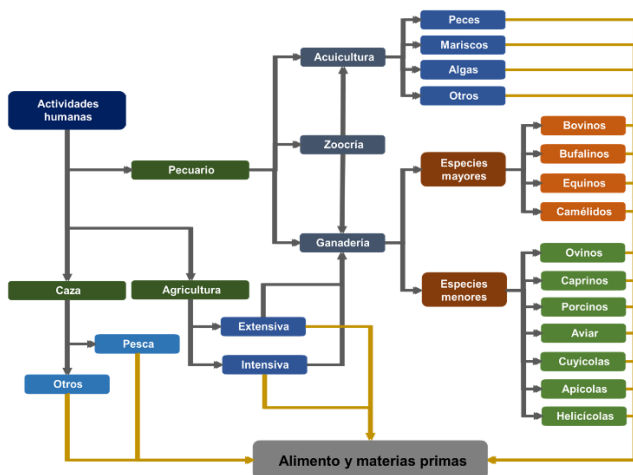 Peces
Mariscos
Algas
Otros
Acuicultura
Actividades
humanas
Zoocría
Pecuario
Ganadería
Especies
mayores
Bovinos
Bufalinos
Equinos
Camélidos
Especies
menores
Ovinos
Caprinos
Porcinos
Aviar
Cuyícolas
Apícolas
Helicícolas
Caza
Agricultura
Extensiva
Intensiva
Pesca
Otros
Alimento y materias primas